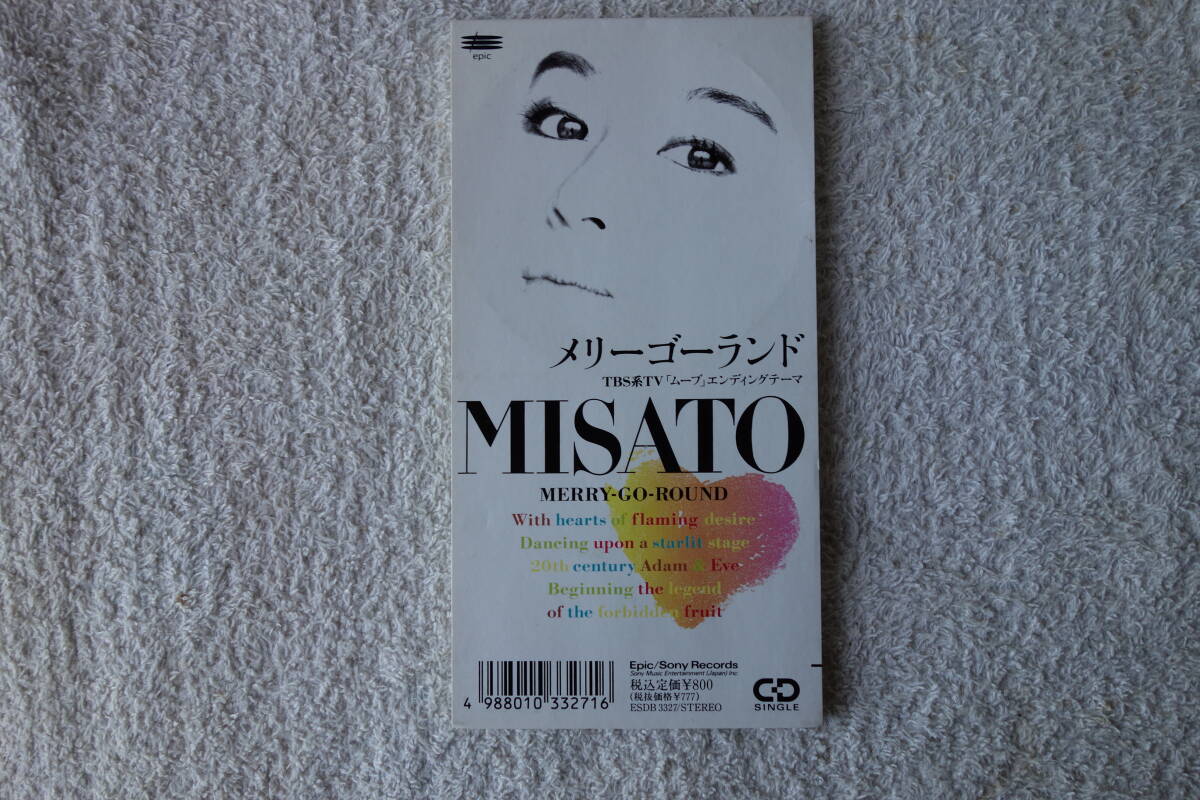 epic
メリーゴーランド
TBS系TV「ムーブ」エンディングテーマ
MISATO
MERRY-GO-ROUND
With hearts of flaming desire
Dancing upon a starlit stage
20th century Adam & Eve
Beginning the legend
of the forbidden fruit
4 988010 332716
Epic/Sony Records
Sony Music Entertainment (Japan) Inc.
税込定価¥800
(税抜価格¥777)
ESDB 3327/STEREO
CD
SINGLE